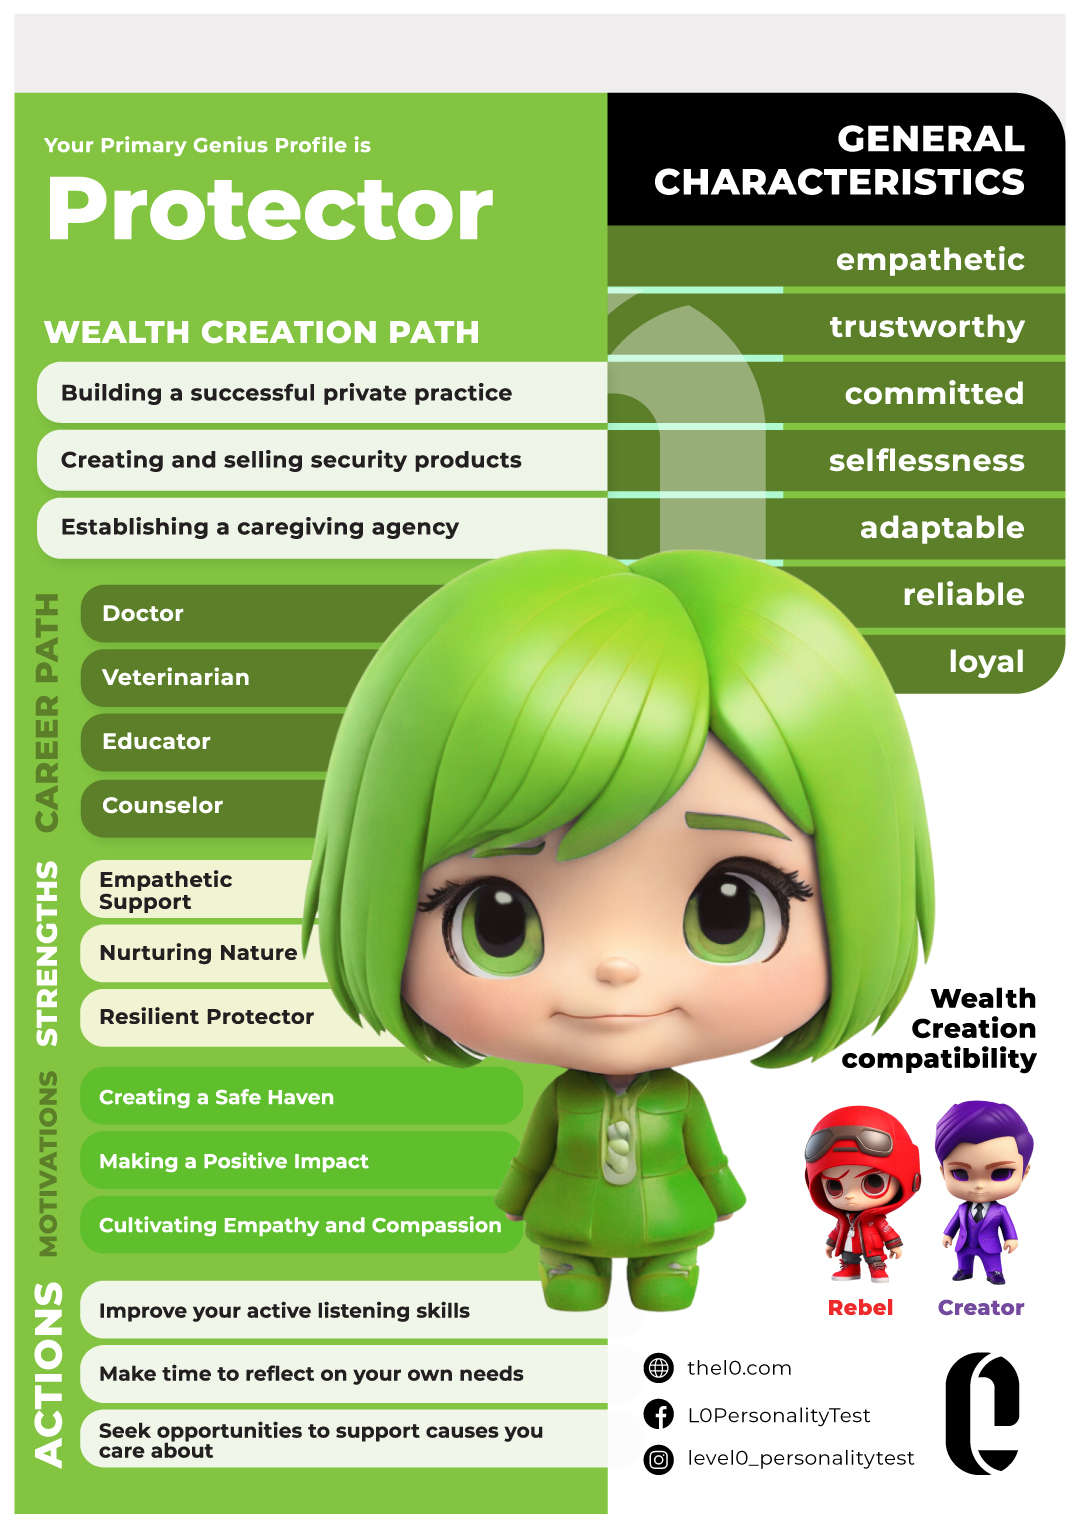 Your Primary Genius Profile is
Protector
WEALTH CREATION PATH
Building a successful private practice
Creating and selling security products
Establishing a caregiving agency
CAREER PATH
Doctor
Veterinarian
Educator
Counselor
STRENGTHS
Empathetic
Support
Nurturing Nature
Resilient Protector
MOTIVATIONS
Creating a Safe Haven
Making a Positive Impact
Cultivating Empathy and Compassion
ACTIONS
Improve your active listening skills
Make time to reflect on your own needs
Seek opportunities to support causes you
care about
GENERAL
CHARACTERISTICS
empathetic
trustworthy
committed
selflessness
adaptable
reliable
loyal
Wealth
Creation
compatibility
Rebel
Creator
thel0.com
L0PersonalityTest
level0_personalitytest